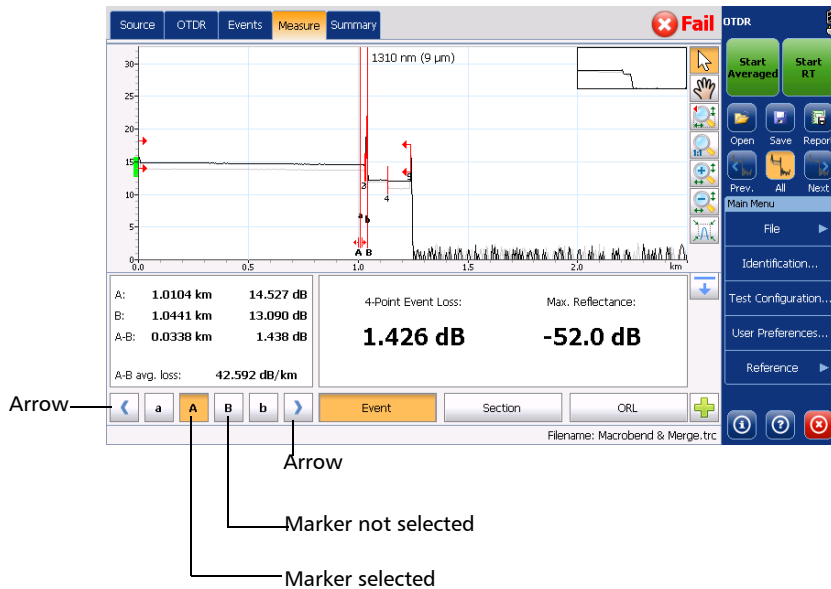 Source OTDR Events Measure Summary Fail
1310 nm (9 µm)
30
25
20
15
10
5
0
3
4
5
a
b
A B
0.0 0.5 1.0 1.5 2.0 km
A: 1.0104 km 14.527 dB
B: 1.0441 km 13.090 dB
A-B: 0.0338 km 1.438 dB
A-B avg. loss: 42.592 dB/km
4-Point Event Loss: Max. Reflectance:
1.426 dB -52.0 dB
a A B b Event Section ORL
Filename: Macrobend & Merge.trc
OTDR
Start Averaged
Start RT
Open Save Report
Prev. All Next
1:1
Main Menu
File
Identification...
Test Configuration...
User Preferences...
Reference
Arrow
Arrow
Marker not selected
Marker selected